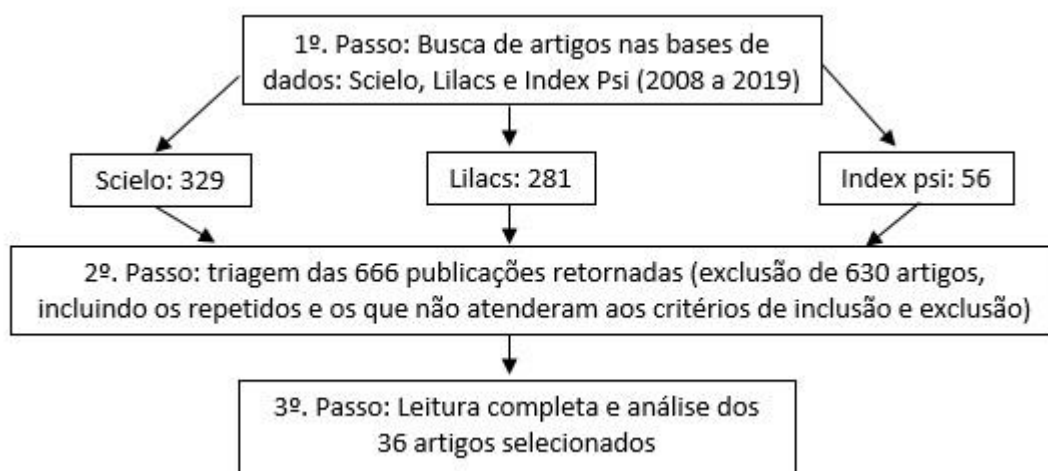 1º. Passo: Busca de artigos nas bases de
dados: Scielo, Lilacs e Index Psi (2008 a 2019)
Scielo: 329
Lilacs: 281
Index psi: 56
2º. Passo: triagem das 666 publicações retornadas (exclusão de 630 artigos,
incluindo os repetidos e os que não atenderam aos critérios de inclusão e exclusão)
3º. Passo: Leitura completa e análise dos
36 artigos selecionados